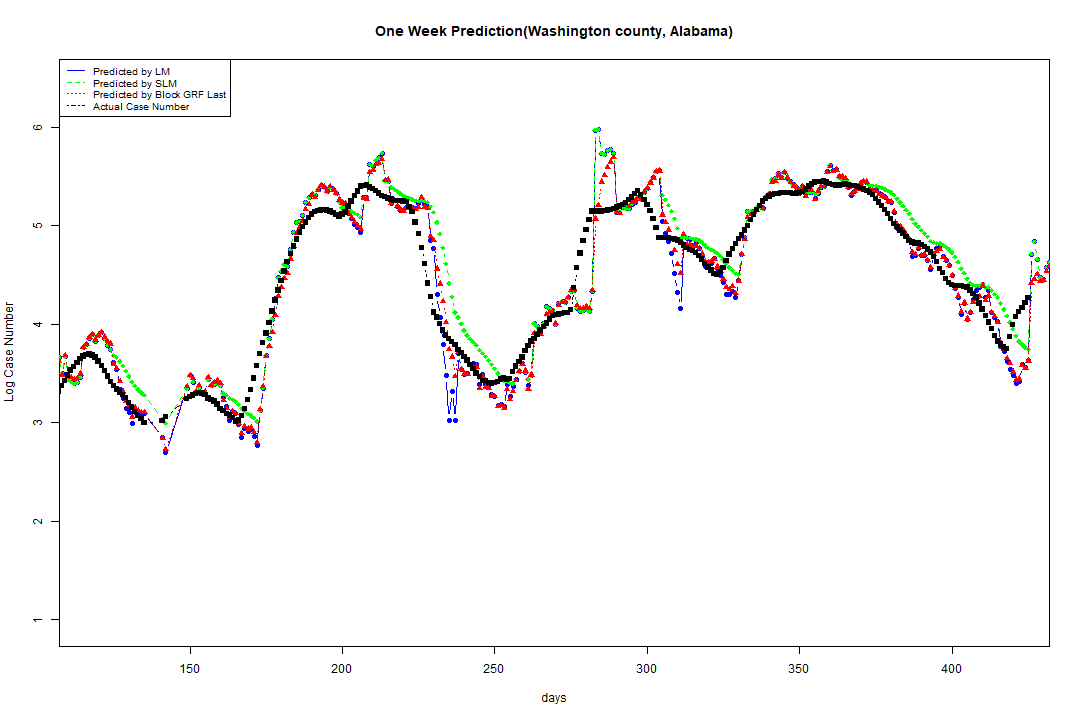 One Week Prediction(Washington county, Alabama)
Predicted by LM
Predicted by SLM
Predicted by Block GRF Last
Actual Case Number
Log Case Number
6
5
4
3
2
1
150 200 250 300 350 400
days